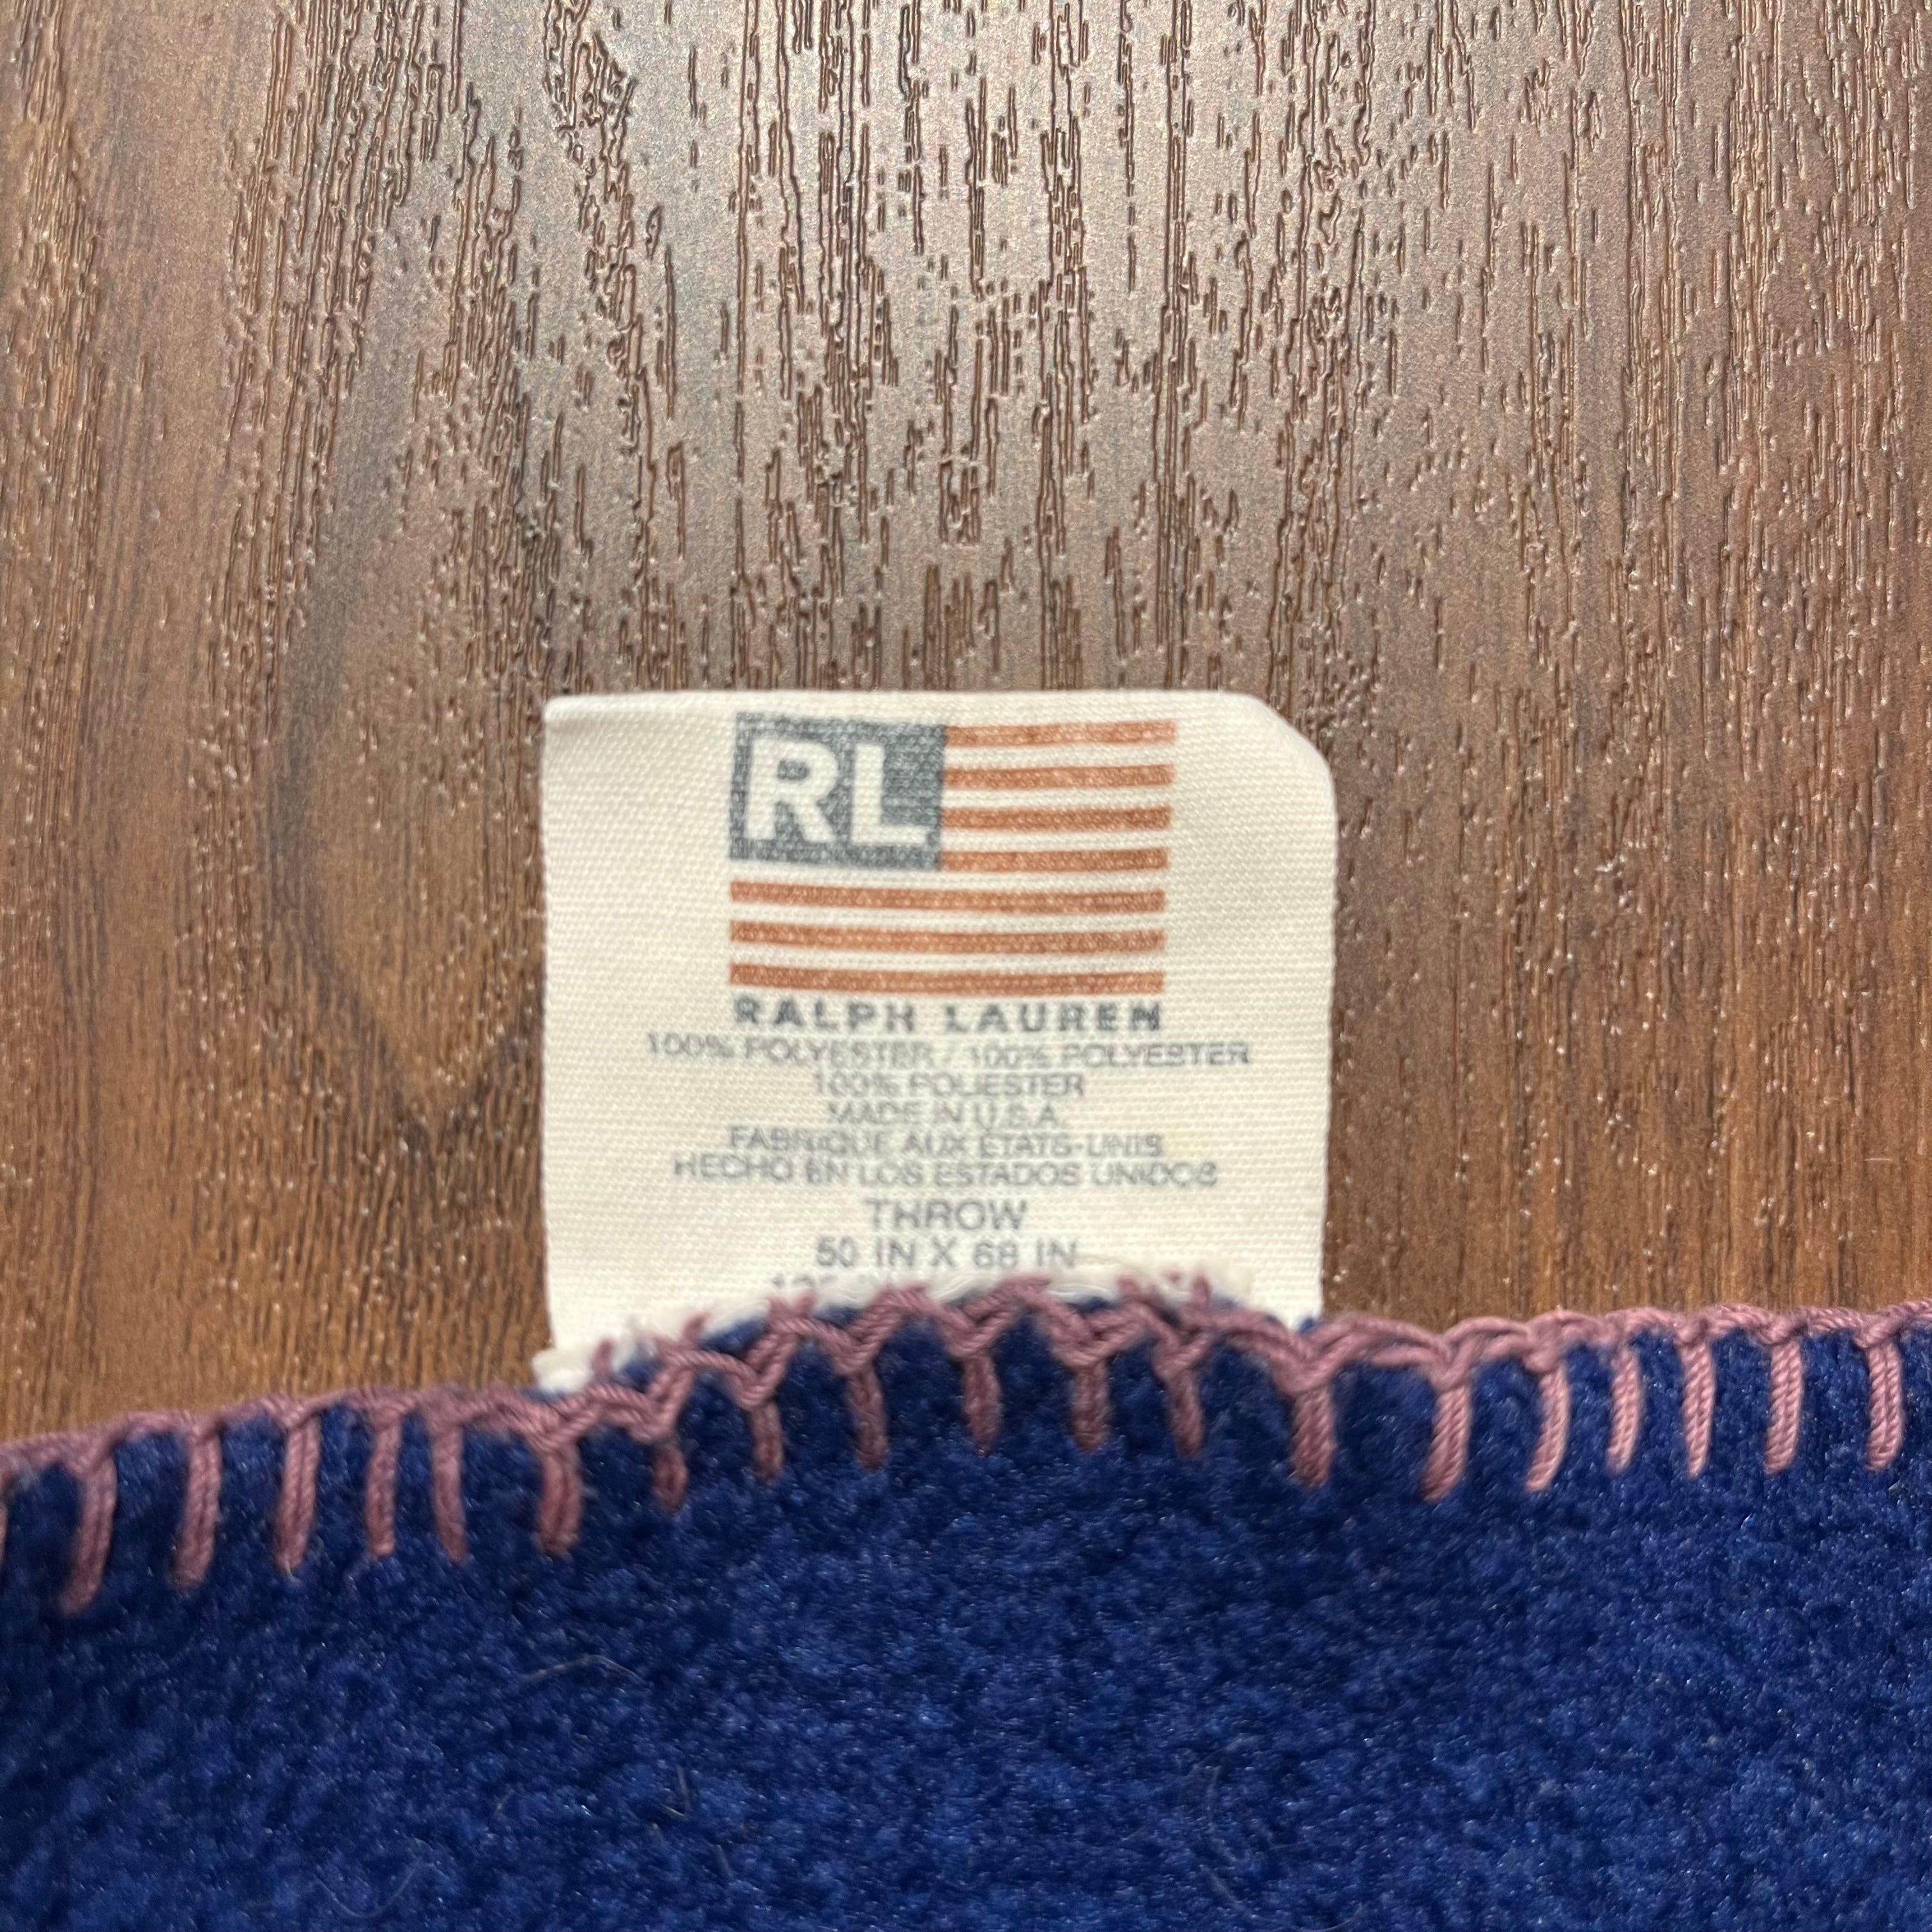 RL
RALPH LAUREN
100% POLYESTER / 100% POLYESTER
100% POLIESTER
MADE IN U.S.A.
FABRIQUE AUX ETATS-UNIS
HECHO EN LOS ESTADOS UNIDOS
THROW
50 IN X 68 IN